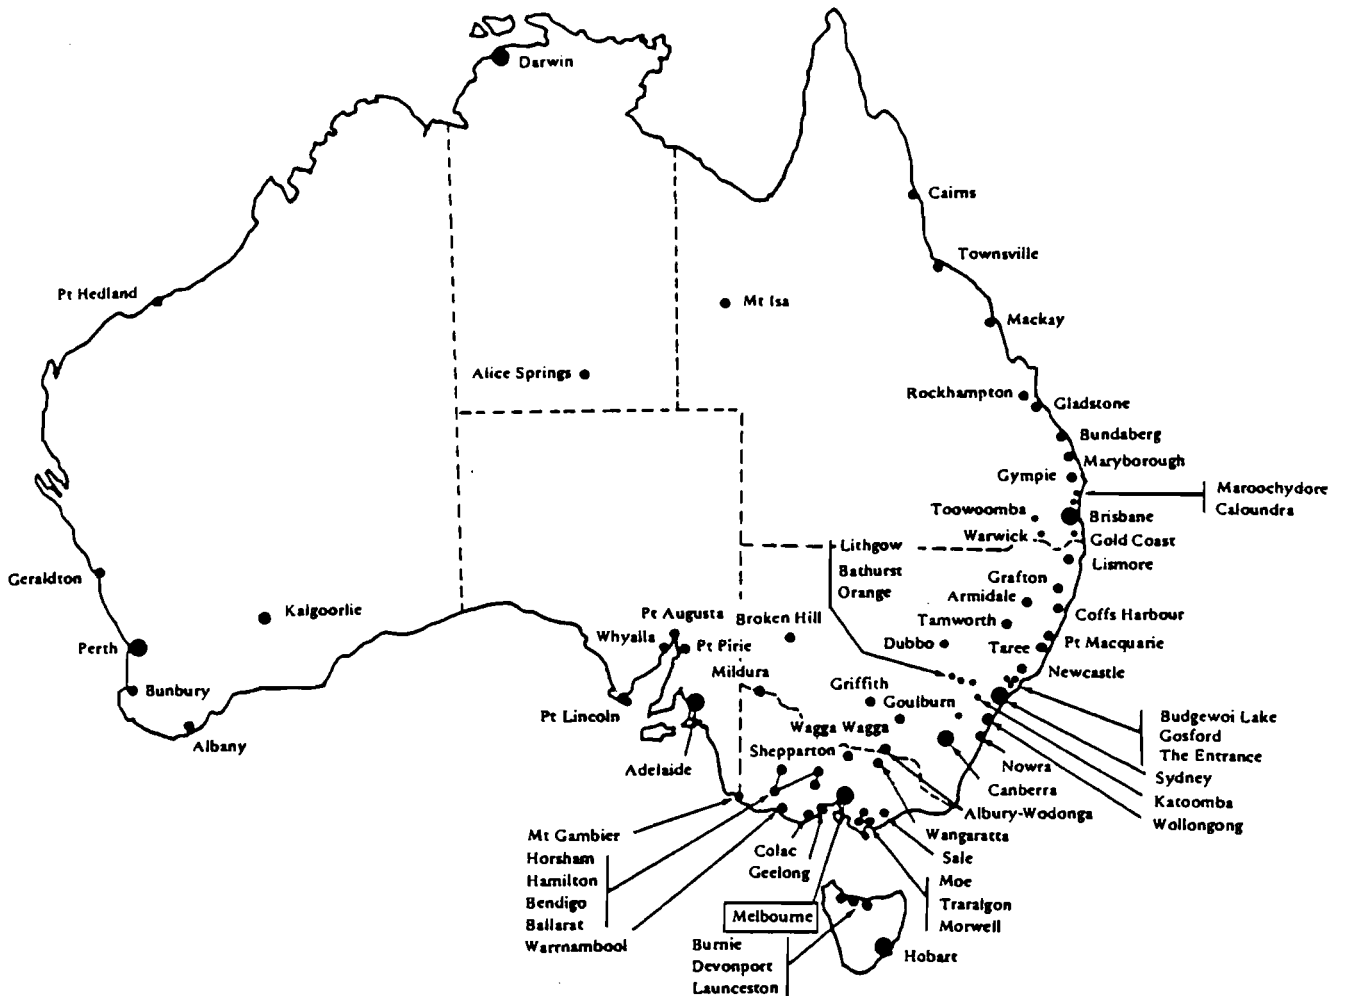 Darwin
Cairns
Townsville
Pt Hedland
Mt Isa
Mackay
Alice Springs
Rockhampton
Gladstone
Bundaberg
Maryborough
Gympie
Maroochydore
Caloundra
Toowoomba
Brisbane
Warwick
Gold Coast
Lithgow
Bathurst
Orange
Lismore
Geraldton
Grafton
Armidale
Kalgoorlie
Pt Augusta
Broken Hill
Tamworth
Coffs Harbour
Whyalla
Pt Pirie
Dubbo
Taree
Pt Macquarie
Perth
Mildura
Newcastle
Bunbury
Griffith
Goulburn
Pt Lincoln
Albany
Wagga Wagga
Budgewoi Lake
Gosford
The Entrance
Shepparton
Adelaide
Nowra
Sydney
Canberra
Katoomba
Albury-Wodonga
Wollongong
Mt Gambier
Horsham
Hamilton
Bendigo
Ballarat
Warrnambool
Colac
Geelong
Wangaratta
Sale
Moe
Traralgon
Morwell
Melbourne
Burnie
Devonport
Launceston
Hobart